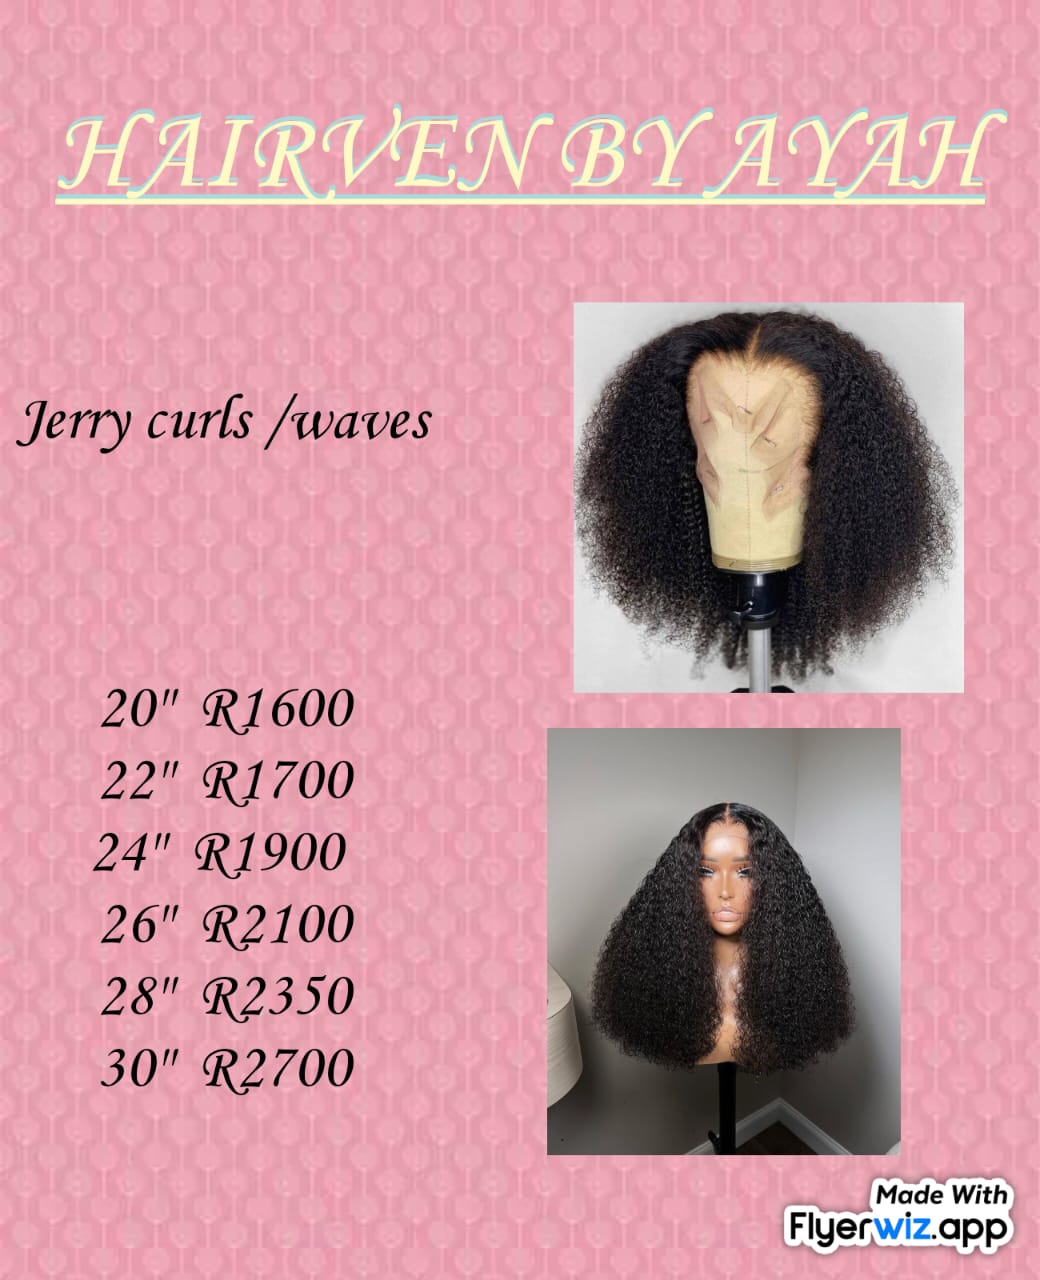 HAIRVEN BY AYAH
Jerry curls /waves
20" R1600
22" R1700
24" R1900
26" R2100
28" R2350
30" R2700
Made With
Flyerwiz.app